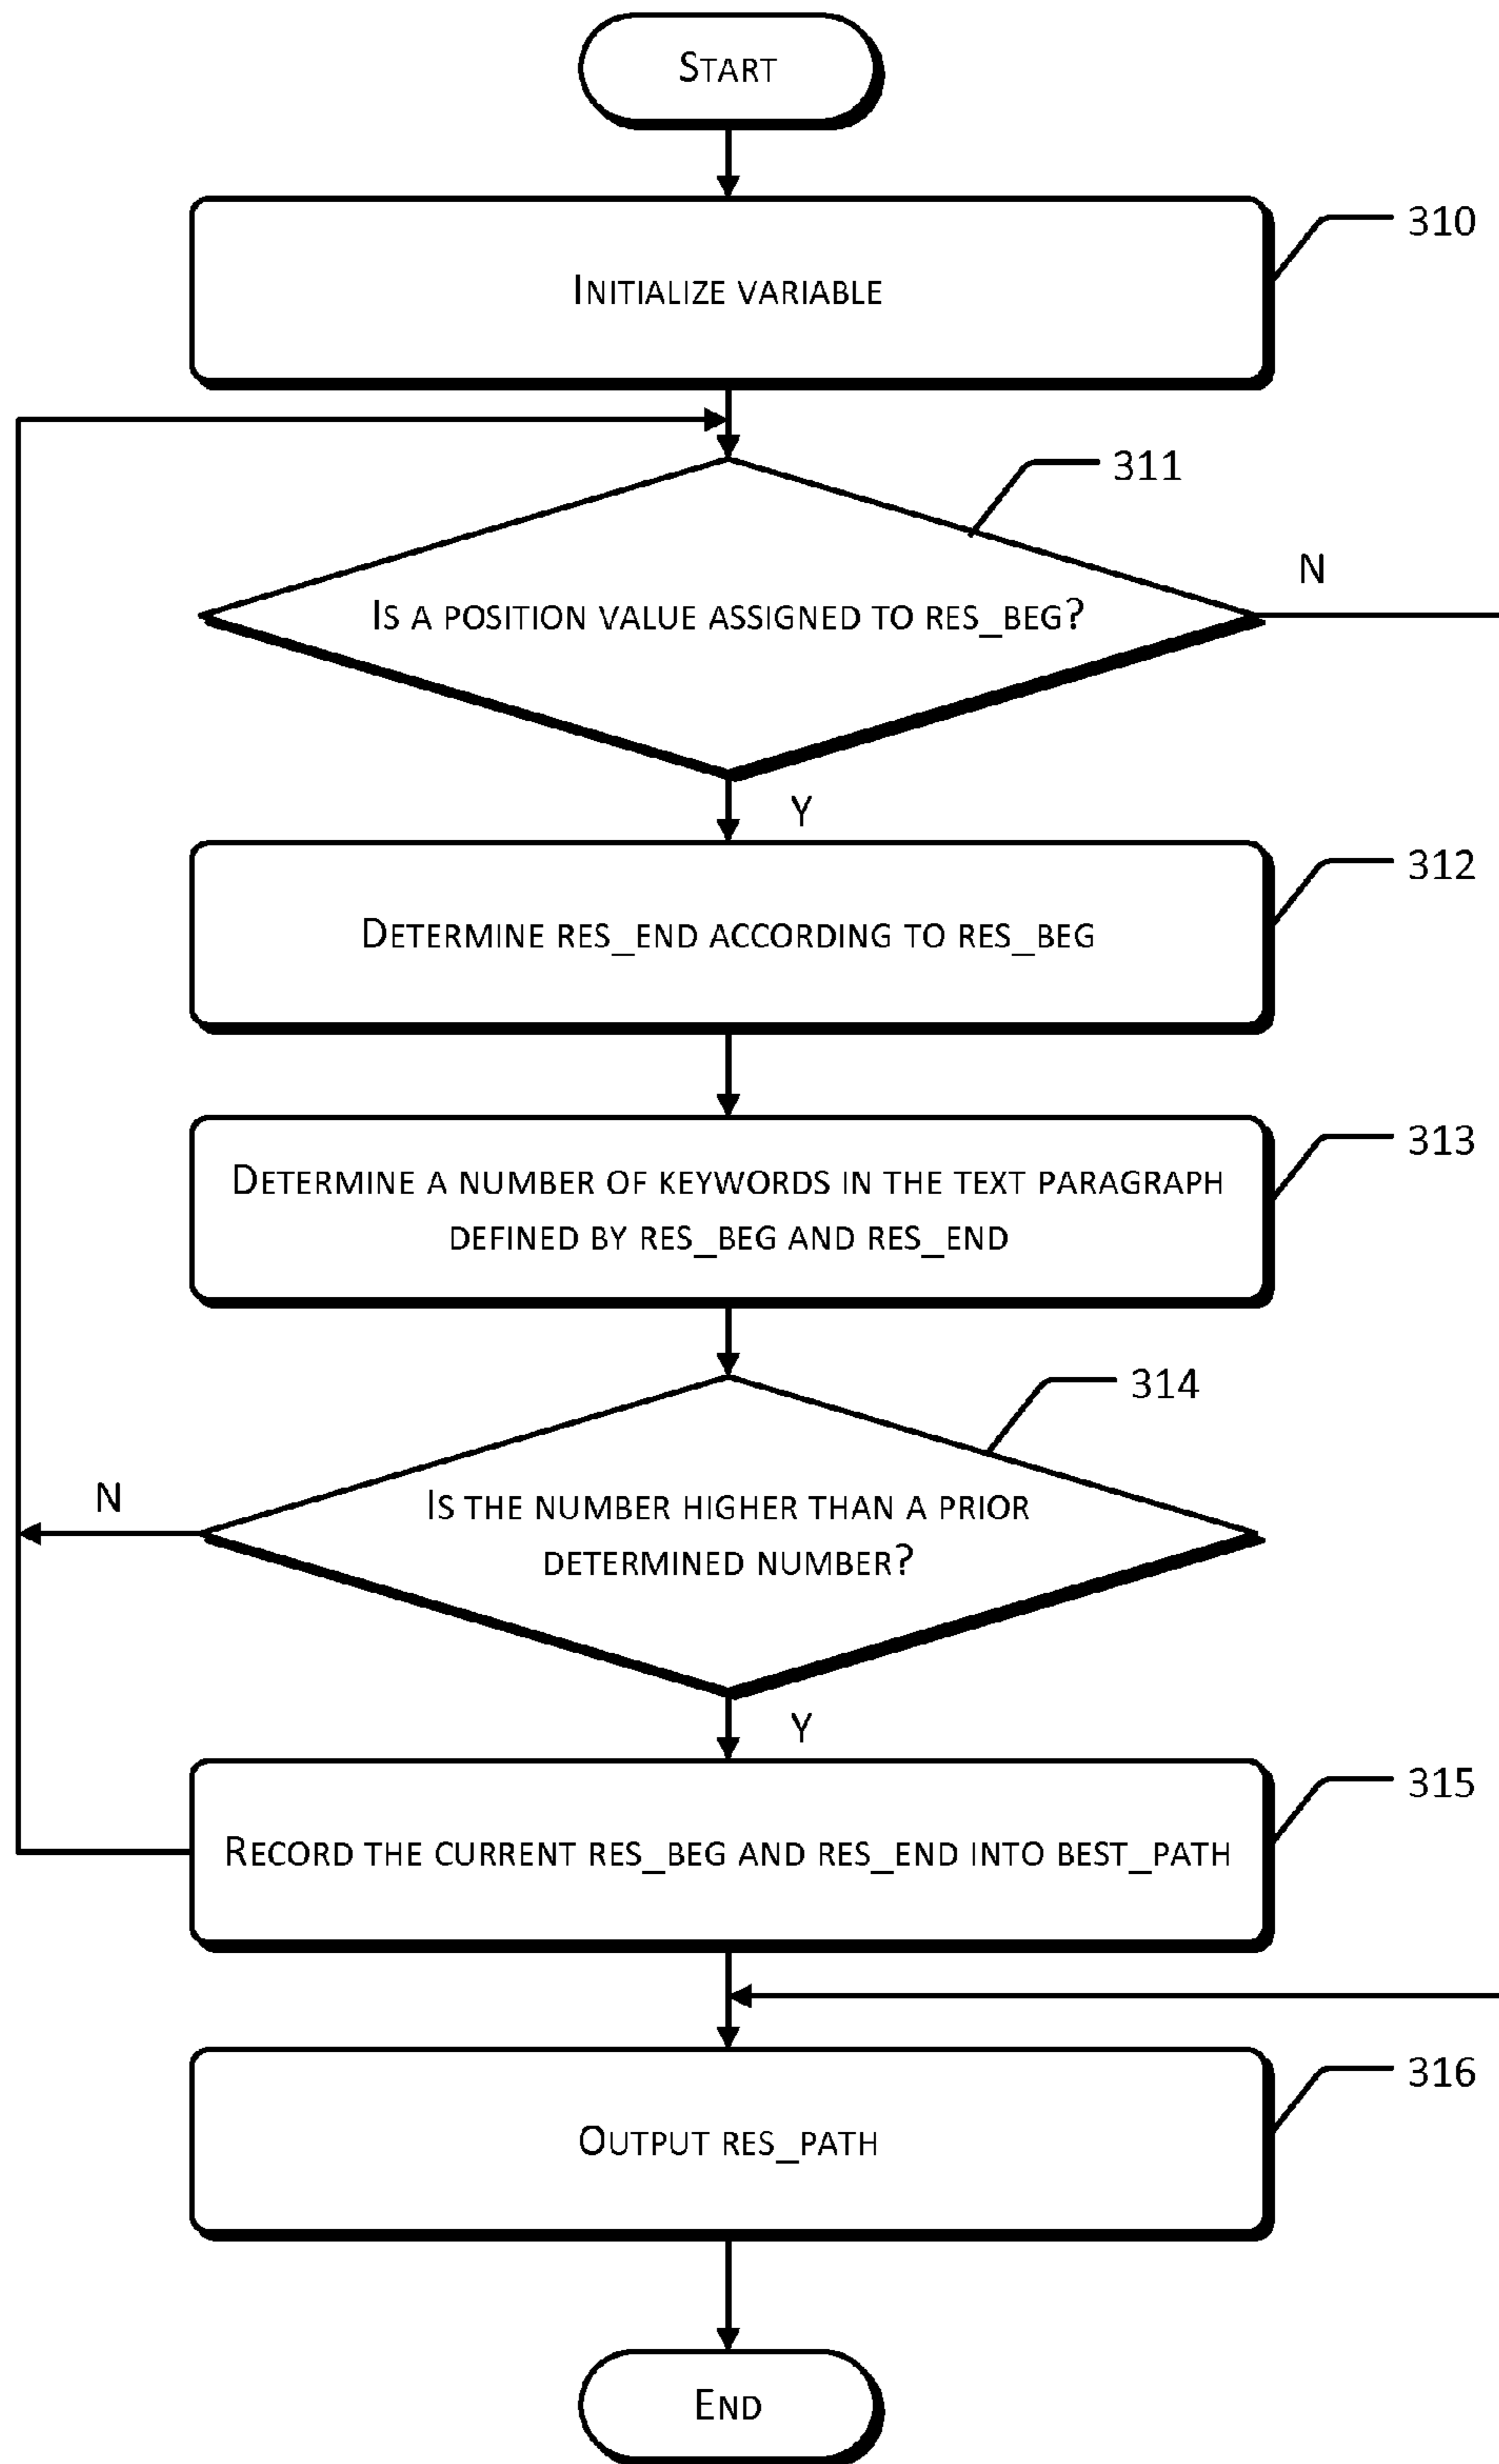 START
310
INITIALIZE VARIABLE
311
N
IS A POSITION VALUE ASSIGNED TO RES_BEG?
Y
312
DETERMINE RES_END ACCORDING TO RES_BEG
313
DETERMINE A NUMBER OF KEYWORDS IN THE TEXT PARAGRAPH
DEFINED BY RES_BEG AND RES_END
314
N
IS THE NUMBER HIGHER THAN A PRIOR
DETERMINED NUMBER?
Y
315
RECORD THE CURRENT RES_BEG AND RES_END INTO BEST_PATH
316
OUTPUT RES_PATH
END